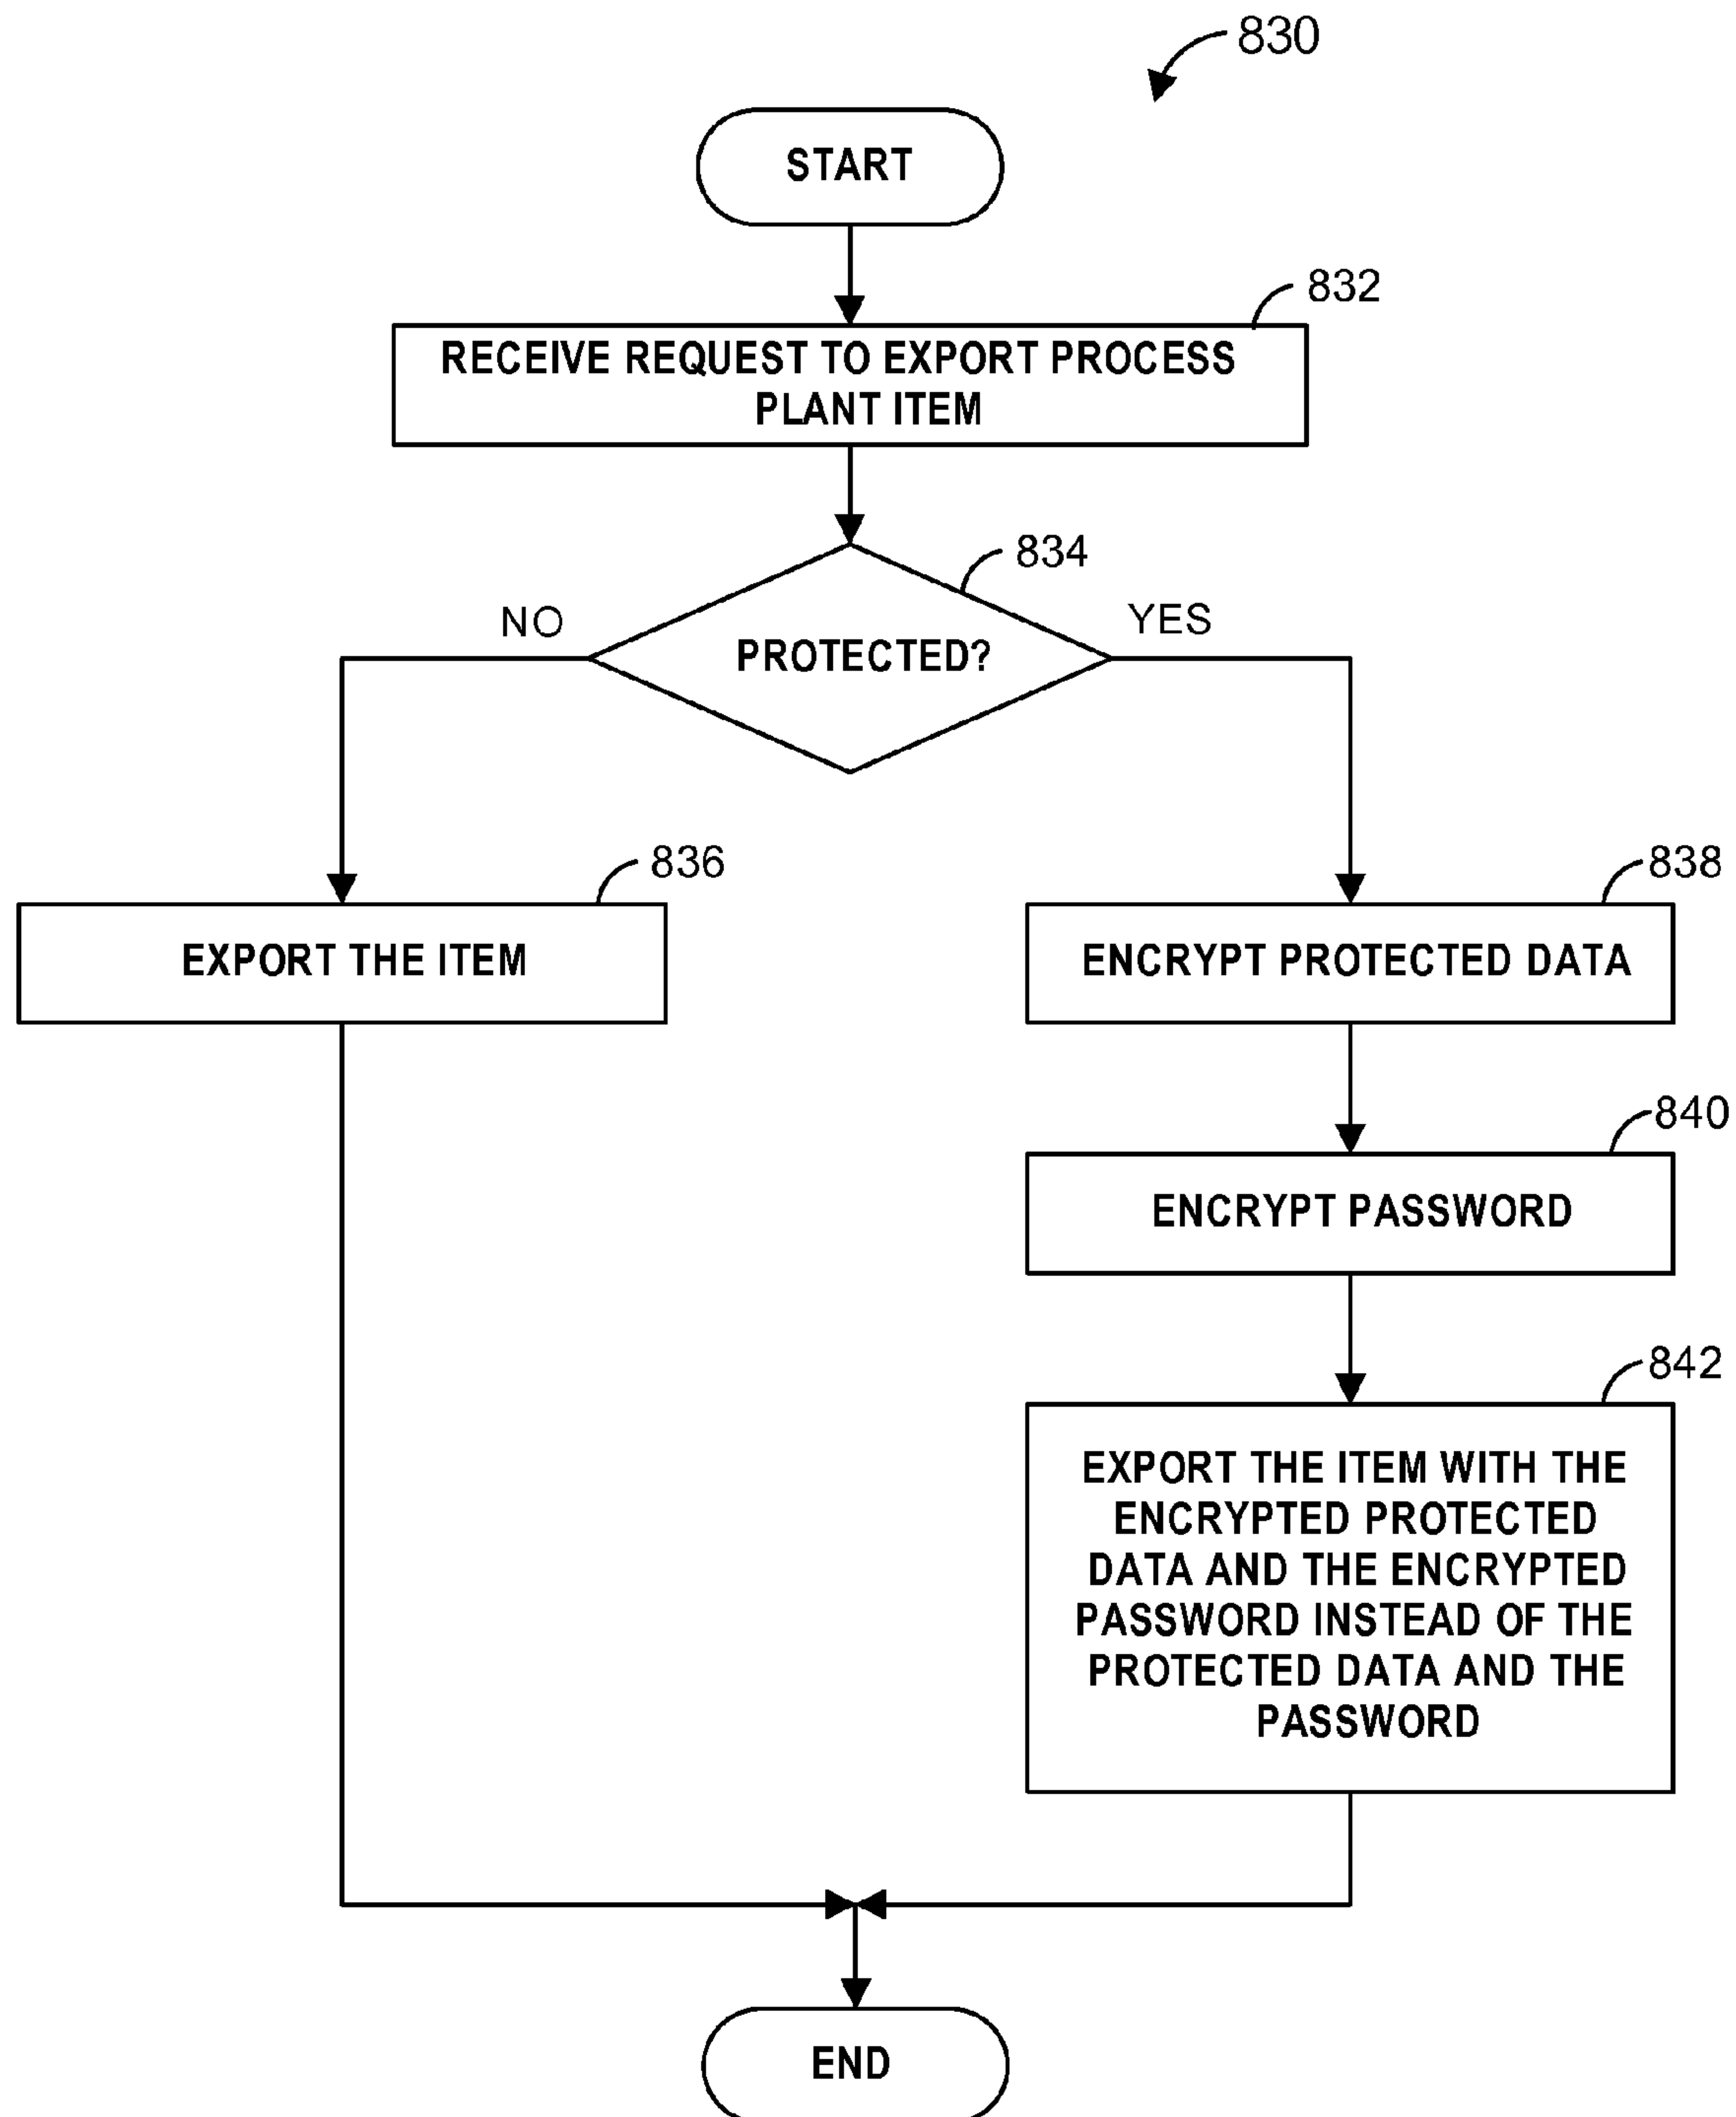 830
START
832
RECEIVE REQUEST TO EXPORT PROCESS
PLANT ITEM
834
NO
YES
PROTECTED?
836
838
EXPORT THE ITEM
ENCRYPT PROTECTED DATA
840
ENCRYPT PASSWORD
842
EXPORT THE ITEM WITH THE
ENCRYPTED PROTECTED
DATA AND THE ENCRYPTED
PASSWORD INSTEAD OF THE
PROTECTED DATA AND THE
PASSWORD
END